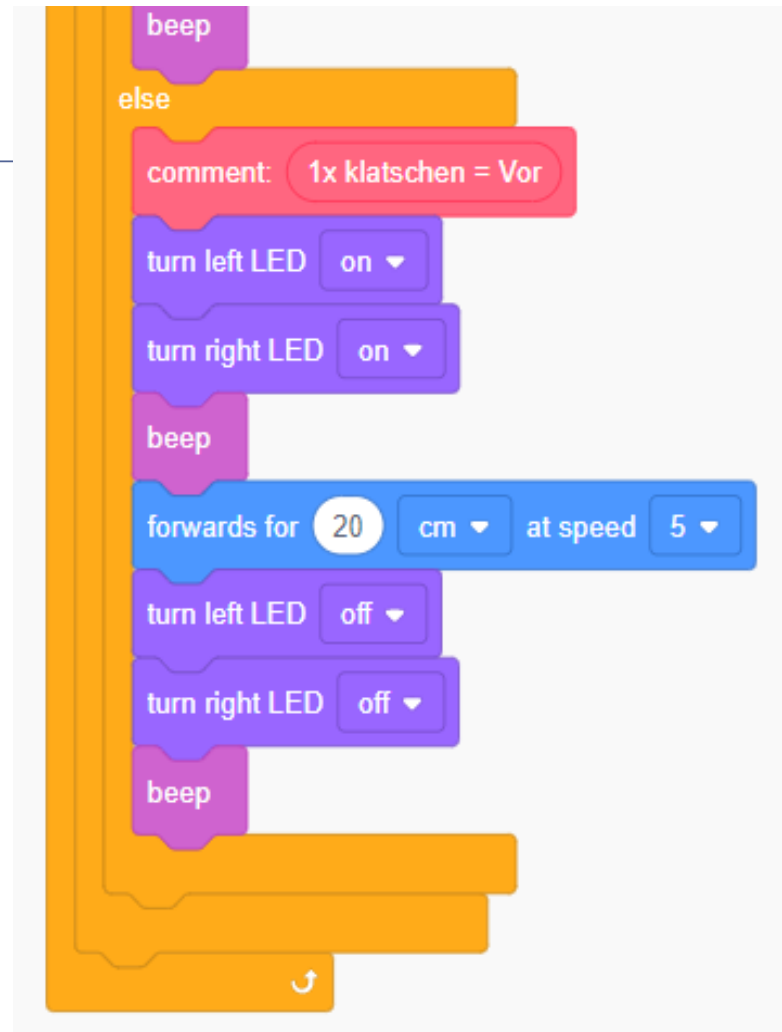 beep
else
comment: 1x klatschen = Vor
turn left LED on
turn right LED on
beep
forwards for 20 cm at speed 5
turn left LED off
turn right LED off
beep